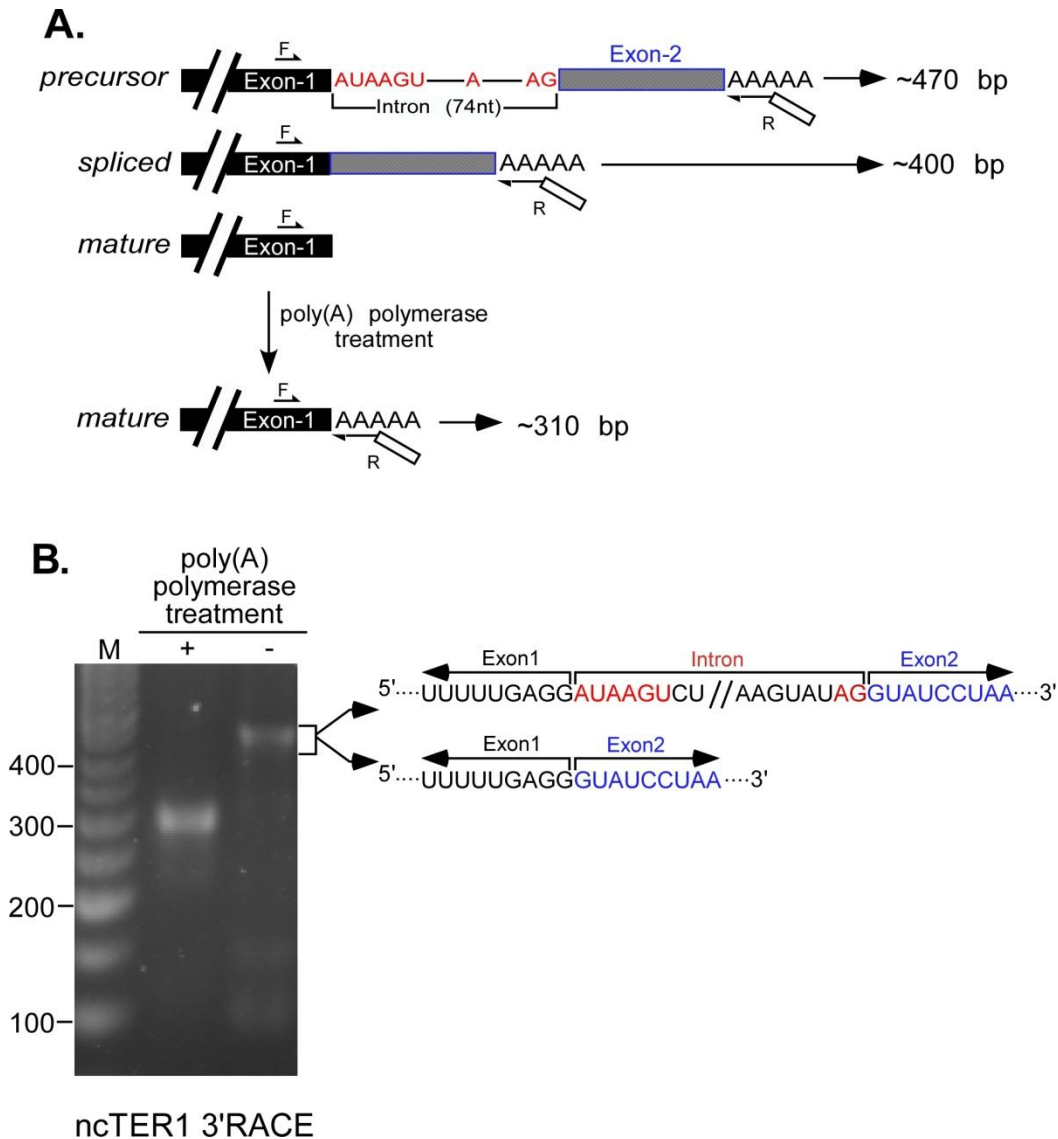 A.
F
precursor Exon-1 AUAAGU A AG Exon-2 AAAAA ~470 bp
Intron (74nt)
R
F
spliced Exon-1 AAAAA ~400 bp
R
F
mature Exon-1
poly(A) polymerase
treatment
F
mature Exon-1 AAAAA ~310 bp
R
B.
poly(A)
polymerase
treatment
M + -
400
300
200
100
Exon1 Intron Exon2
5'....UUUUUGAGGAUAAGUCU//AAGUAUAGGUAUCCUAA....3'
Exon1 Exon2
5'....UUUUUGAGGGUAUCCUAA....3'
ncTER1 3'RACE